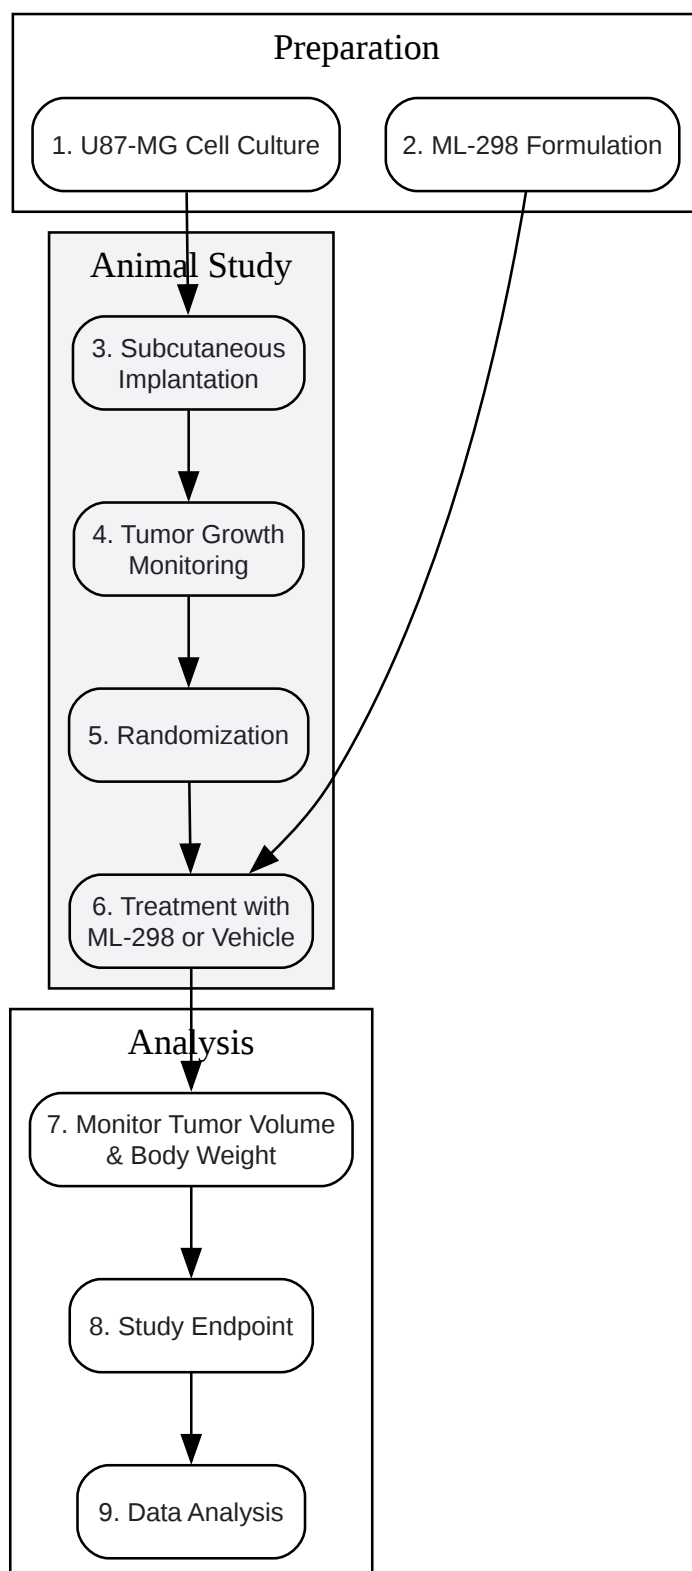 Preparation
1. U87-MG Cell Culture
2. ML-298 Formulation
Animal Study
3. Subcutaneous
Implantation
4. Tumor Growth
Monitoring
5. Randomization
6. Treatment with
ML-298 or Vehicle
Analysis
7. Monitor Tumor Volume
& Body Weight
8. Study Endpoint
9. Data Analysis